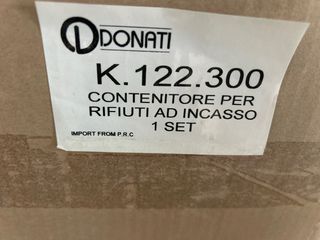 DONATI
K.122.300
CONTENITORE PER
RIFIUTI AD INCASSO
1 SET
IMPORT FROM P.R.C